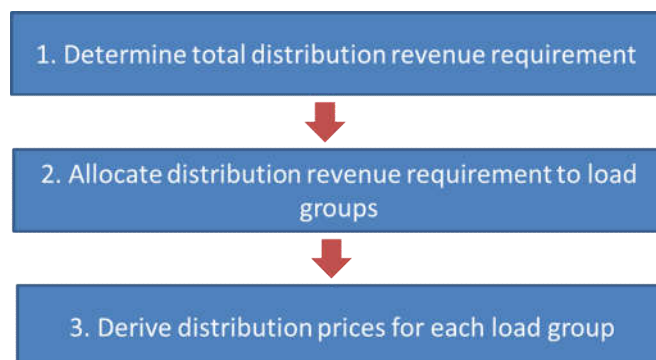 1. Determine total distribution revenue requirement
2. Allocate distribution revenue requirement to load
groups
3. Derive distribution prices for each load group